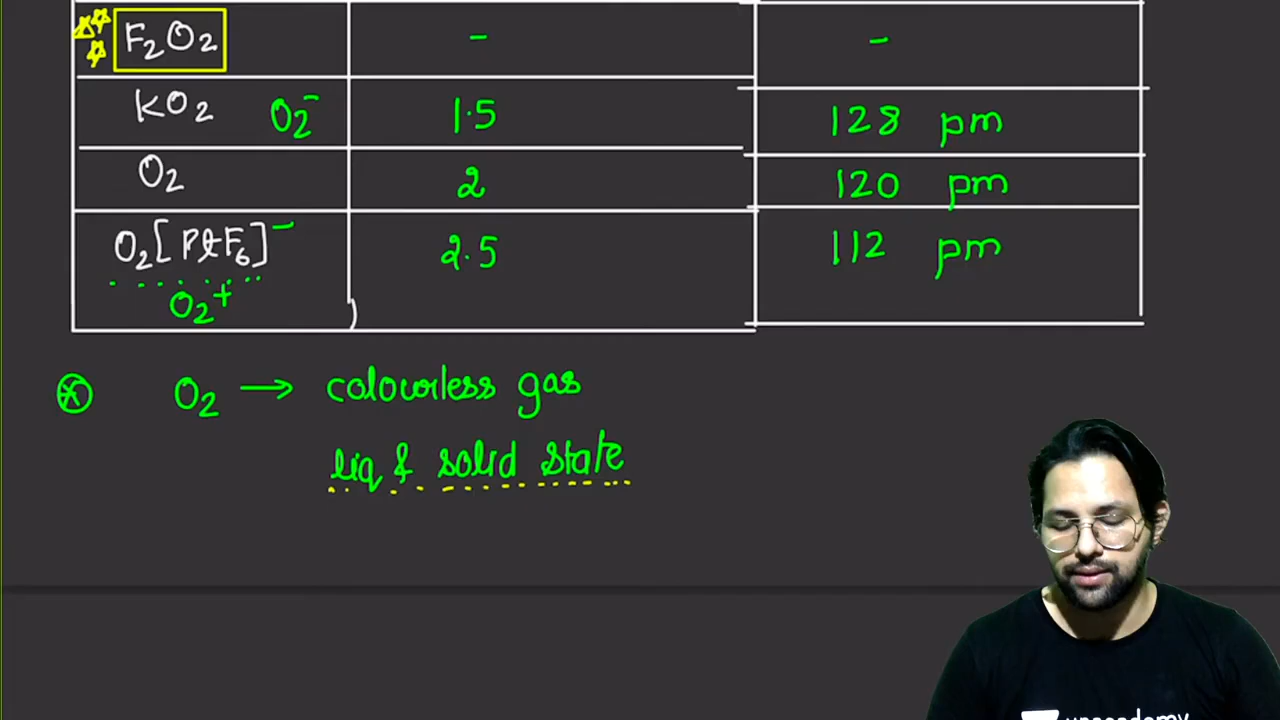 F2O2 - -
KO2 O2⁻ 1.5 128 pm
O2 2 120 pm
O2[PtF6]⁻ 2.5 112 pm
O2⁺
O2 → colourless gas
liq & solid state
unacademy